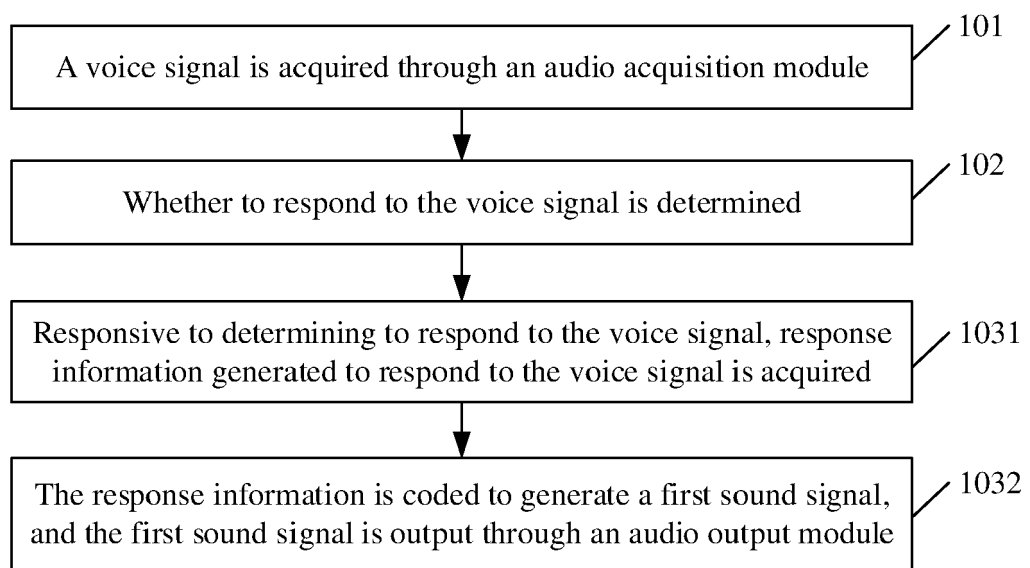 101
A voice signal is acquired through an audio acquisition module
102
Whether to respond to the voice signal is determined
1031
Responsive to determining to respond to the voice signal, response
information generated to respond to the voice signal is acquired
1032
The response information is coded to generate a first sound signal,
and the first sound signal is output through an audio output module